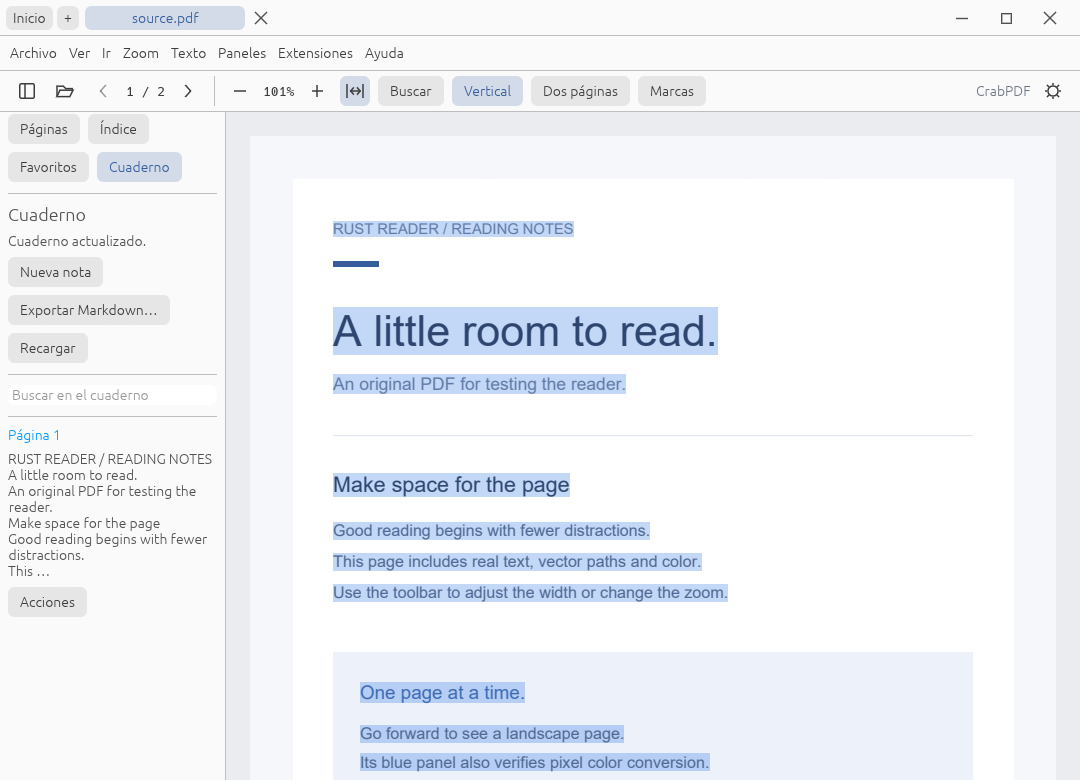 Inicio + source.pdf
Archivo Ver Ir Zoom Texto Paneles Extensiones Ayuda
1 / 2 101% Buscar Vertical Dos páginas Marcas CrabPDF
Páginas Índice
Favoritos Cuaderno
Cuaderno
Cuaderno actualizado.
Nueva nota
Exportar Markdown…
Recargar
Buscar en el cuaderno
Página 1
RUST READER / READING NOTES
A little room to read.
An original PDF for testing the
reader.
Make space for the page
Good reading begins with fewer
distractions.
This …
Acciones
RUST READER / READING NOTES
A little room to read.
An original PDF for testing the reader.
Make space for the page
Good reading begins with fewer distractions.
This page includes real text, vector paths and color.
Use the toolbar to adjust the width or change the zoom.
One page at a time.
Go forward to see a landscape page.
Its blue panel also verifies pixel color conversion.